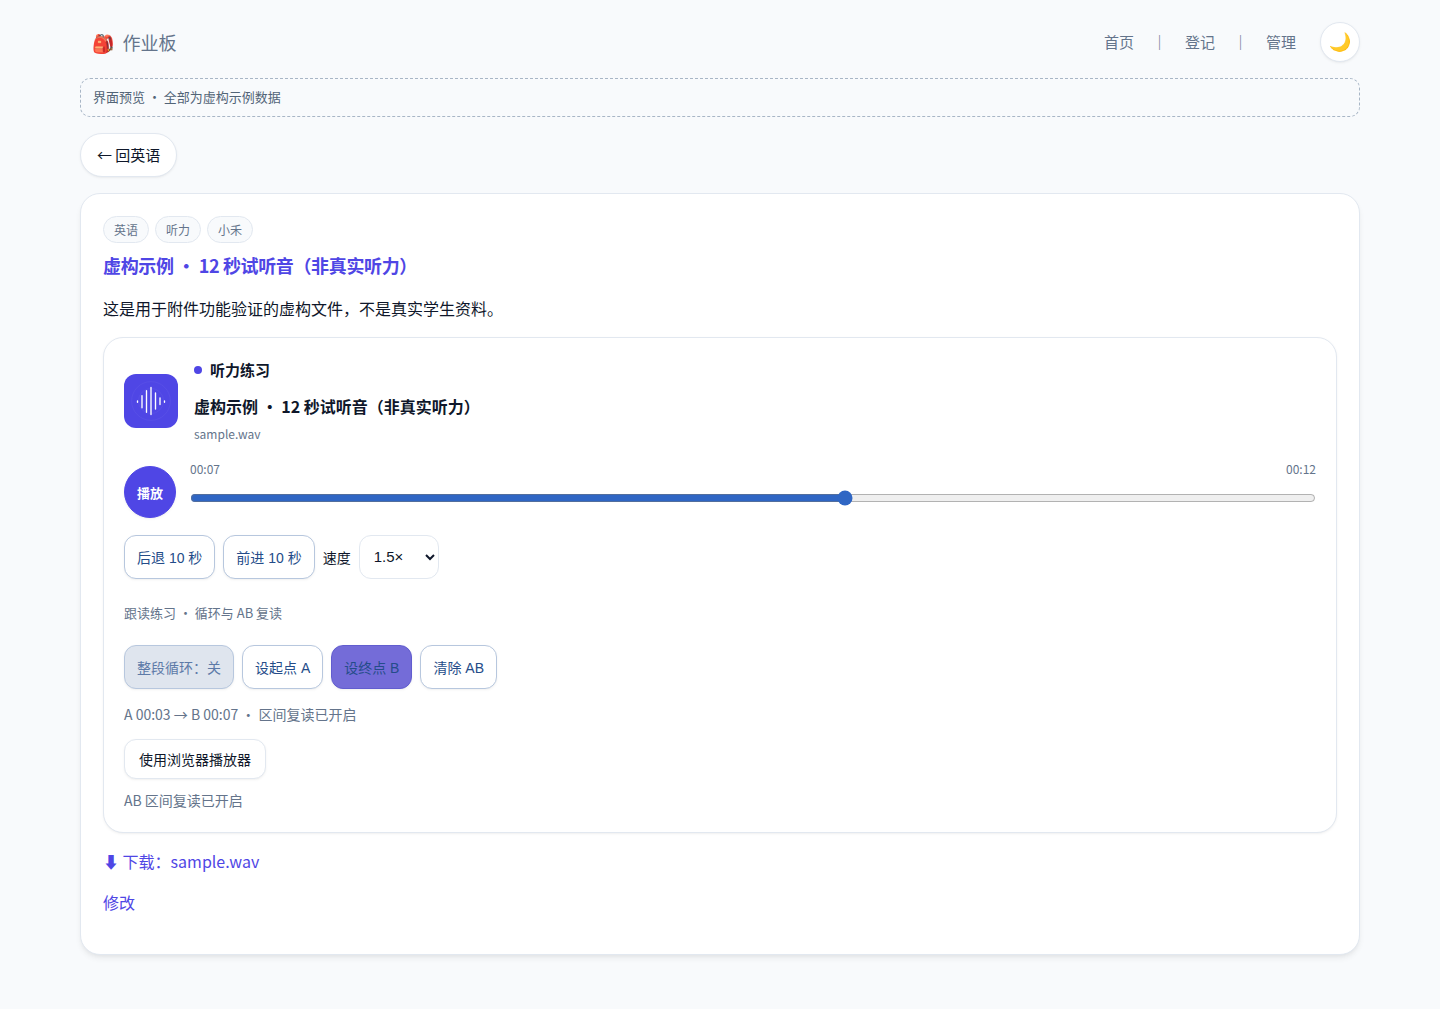 🎒 作业板
首页 | 登记 | 管理 🌙
界面预览 · 全部为虚构示例数据
← 回英语
英语 听力 小禾
虚构示例 · 12 秒试听音（非真实听力）
这是用于附件功能验证的虚构文件，不是真实学生资料。
听力练习
虚构示例 · 12 秒试听音（非真实听力）
sample.wav
00:07 00:12
播放
后退 10 秒 前进 10 秒 速度 1.5×
跟读练习 · 循环与 AB 复读
整段循环：关 设起点 A 设终点 B 清除 AB
A 00:03 → B 00:07 · 区间复读已开启
使用浏览器播放器
AB 区间复读已开启
⬇ 下载：sample.wav
修改